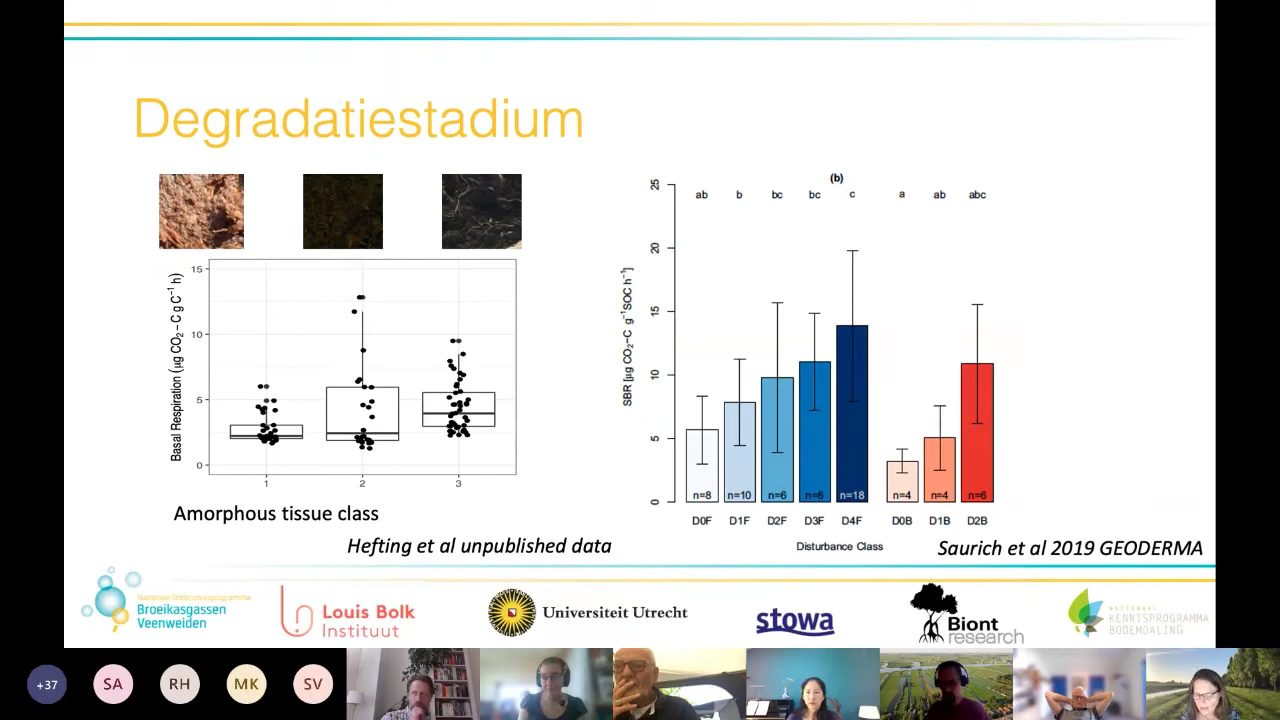 Degradatiestadium
Basal Respiration (µg CO2 – C g C−1 h)
15
10
5
0
1
2
3
Amorphous tissue class
Hefting et al unpublished data
(b)
SBR [µg CO2–C g−1SOC h−1]
25
20
15
10
5
0
ab b bc bc c a ab abc
n=8 n=10 n=6 n=6 n=18 n=4 n=4 n=6
D0F D1F D2F D3F D4F D0B D1B D2B
Disturbance Class
Saurich et al 2019 GEODERMA
Nationaal Onderzoeksprogramma
Broeikasgassen
Veenweiden
Louis Bolk
Instituut
Universiteit Utrecht
stowa
Biont
research
NATIONAAL
KENNISPROGRAMMA
BODEMDALING
+37 SA RH MK SV